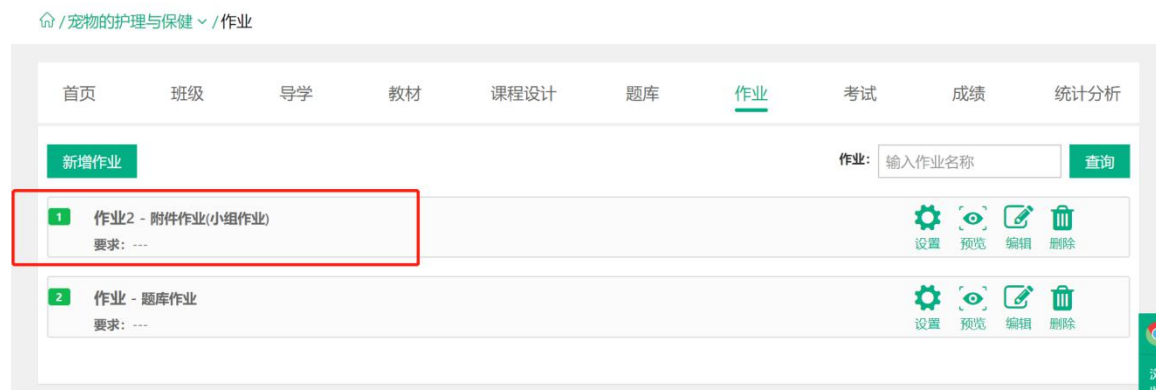 /宠物的护理与保健 /作业
首页 班级 导学 教材 课程设计 题库 作业 考试 成绩 统计分析
新增作业 作业: 输入作业名称 查询
1 作业2 - 附件作业(小组作业) 设置 预览 编辑 删除
要求: ---
2 作业 - 题库作业 设置 预览 编辑 删除
要求: ---